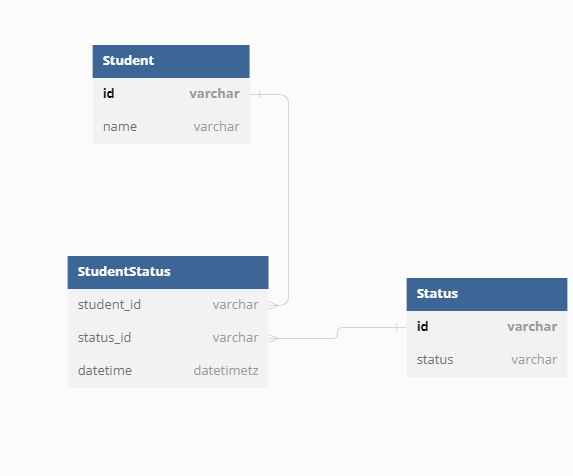 Student
id varchar
name varchar
StudentStatus
student_id varchar
status_id varchar
datetime datetimetz
Status
id varchar
status varchar